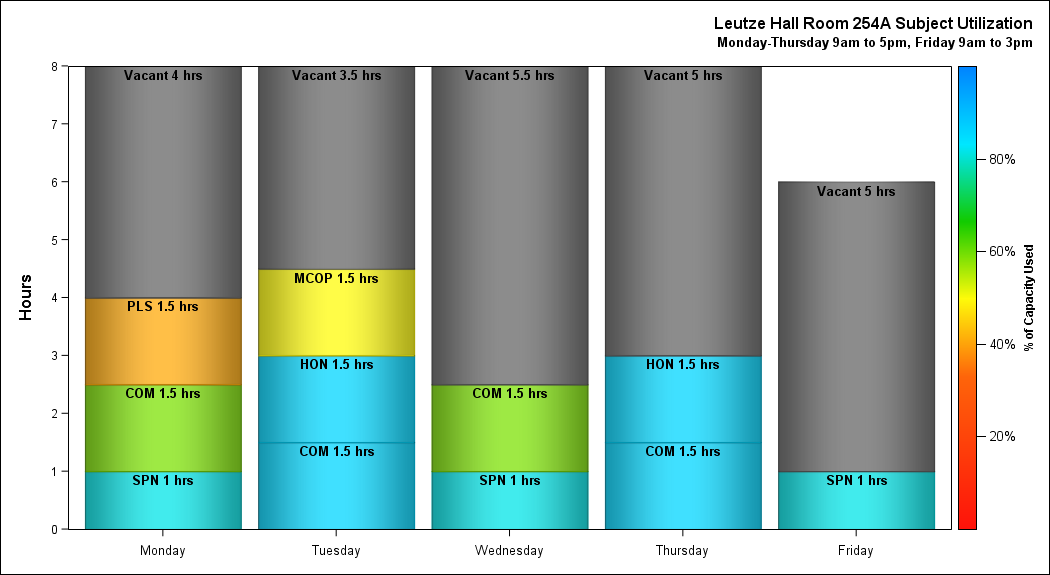 Leutze Hall Room 254A Subject Utilization
Monday-Thursday 9am to 5pm, Friday 9am to 3pm
Hours
8
7
6
5
4
3
2
1
0
Vacant 4 hrs
PLS 1.5 hrs
COM 1.5 hrs
SPN 1 hrs
Vacant 3.5 hrs
MCOP 1.5 hrs
HON 1.5 hrs
COM 1.5 hrs
Vacant 5.5 hrs
COM 1.5 hrs
SPN 1 hrs
Vacant 5 hrs
HON 1.5 hrs
COM 1.5 hrs
Vacant 5 hrs
SPN 1 hrs
Monday
Tuesday
Wednesday
Thursday
Friday
80%
60%
40%
20%
% of Capacity Used